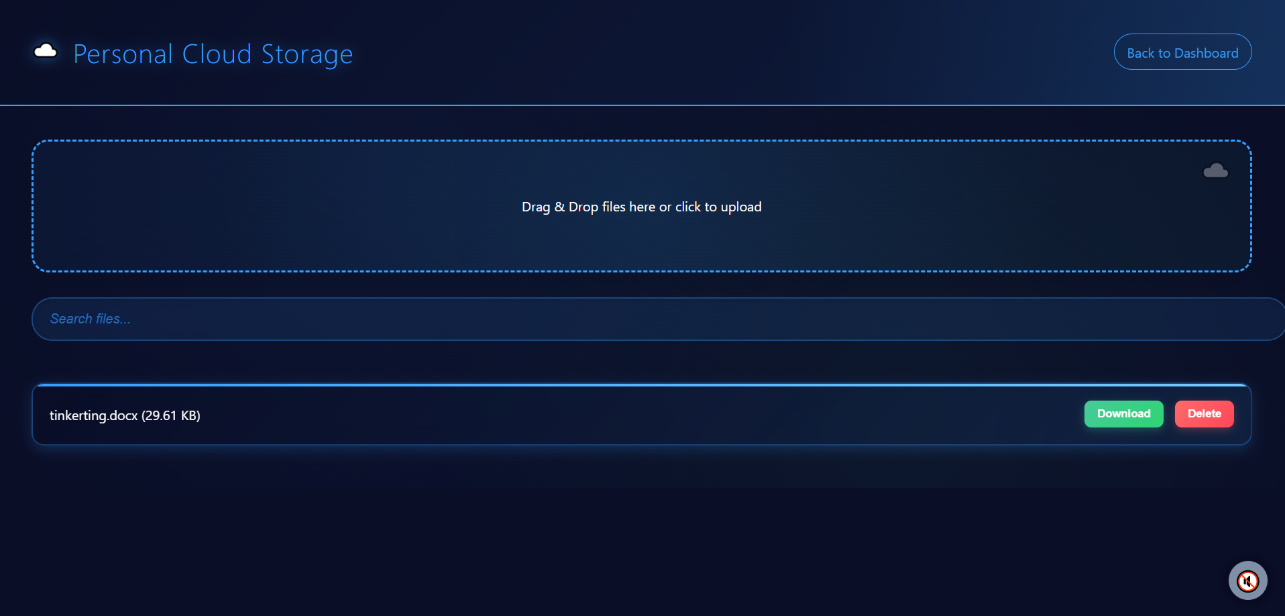 Personal Cloud Storage
Back to Dashboard
Drag & Drop files here or click to upload
Search files...
tinkerting.docx (29.61 KB)
Download
Delete